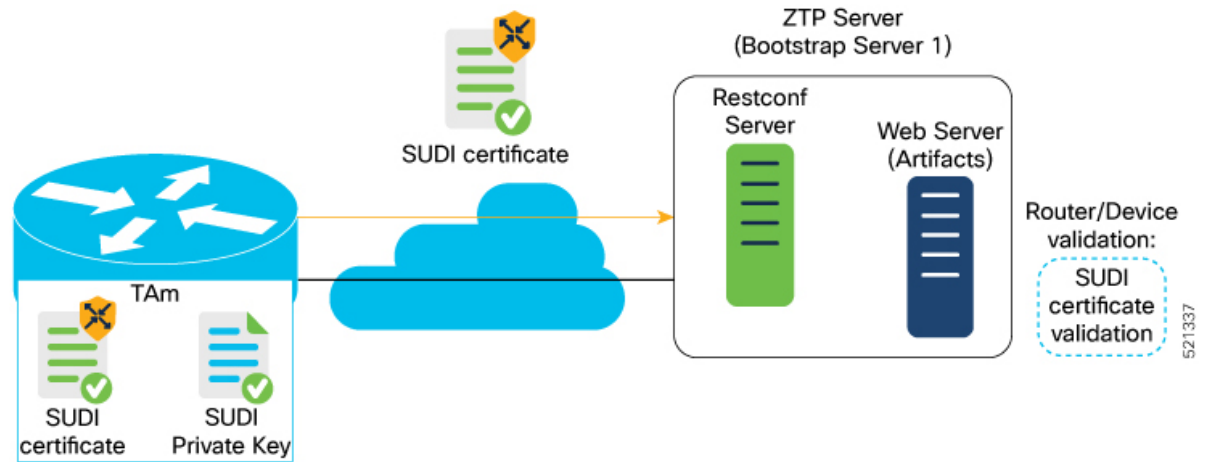 ZTP Server
(Bootstrap Server 1)
Restconf
Server
Web Server
(Artifacts)
SUDI certificate
Router/Device
validation:
SUDI
certificate
validation
TAm
SUDI
certificate
SUDI
Private Key
521337